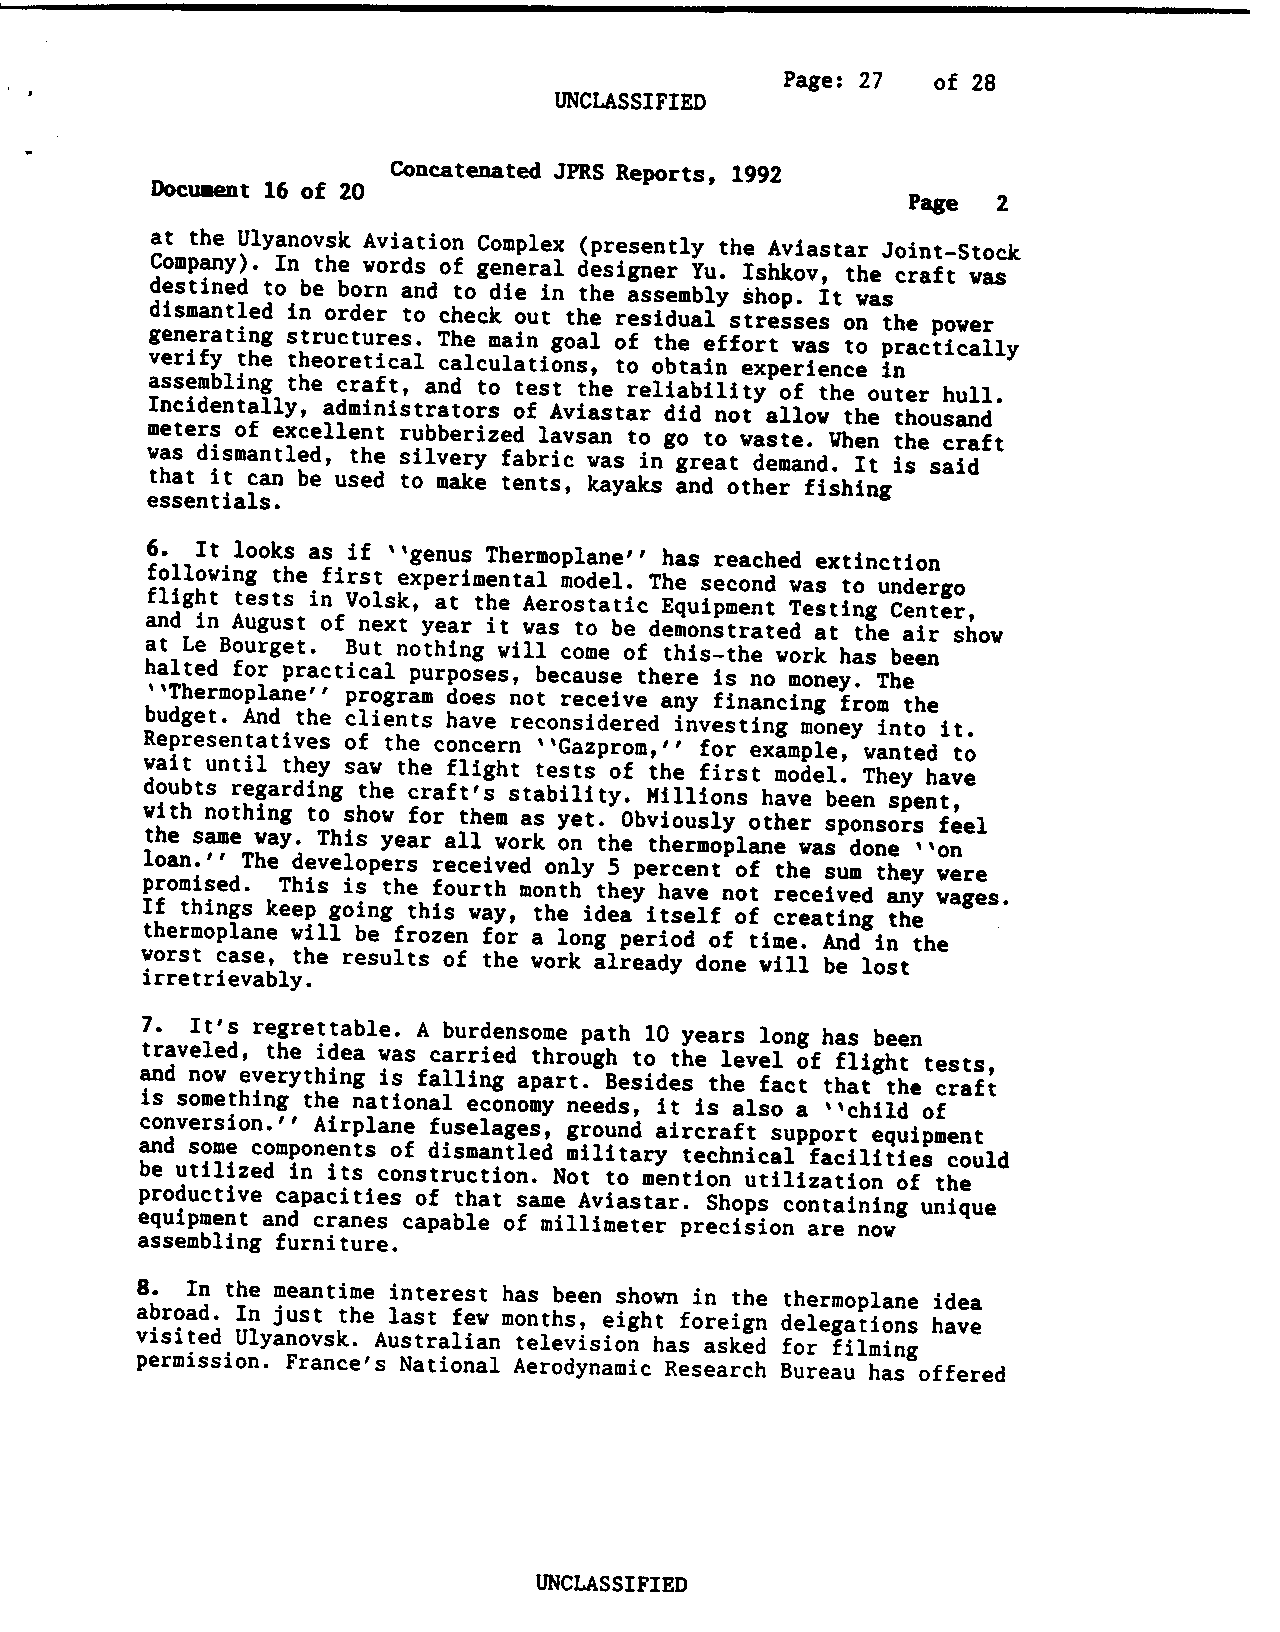 Page: 27 of 28
UNCLASSIFIED
Concatenated JPRS Reports, 1992
Document 16 of 20
Page 2
at the Ulyanovsk Aviation Complex (presently the Aviastar Joint-Stock
Company). In the words of general designer Yu. Ishkov, the craft was
destined to be born and to die in the assembly shop. It was
dismantled in order to check out the residual stresses on the power
generating structures. The main goal of the effort was to practically
verify the theoretical calculations, to obtain experience in
assembling the craft, and to test the reliability of the outer hull.
Incidentally, administrators of Aviastar did not allow the thousand
meters of excellent rubberized lavsan to go to waste. When the craft
was dismantled, the silvery fabric was in great demand. It is said
that it can be used to make tents, kayaks and other fishing
essentials.
6. It looks as if ``genus Thermoplane'' has reached extinction
following the first experimental model. The second was to undergo
flight tests in Volsk, at the Aerostatic Equipment Testing Center,
and in August of next year it was to be demonstrated at the air show
at Le Bourget. But nothing will come of this-the work has been
halted for practical purposes, because there is no money. The
``Thermoplane'' program does not receive any financing from the
budget. And the clients have reconsidered investing money into it.
Representatives of the concern ``Gazprom,'' for example, wanted to
wait until they saw the flight tests of the first model. They have
doubts regarding the craft's stability. Millions have been spent,
with nothing to show for them as yet. Obviously other sponsors feel
the same way. This year all work on the thermoplane was done ``on
loan.'' The developers received only 5 percent of the sum they were
promised. This is the fourth month they have not received any wages.
If things keep going this way, the idea itself of creating the
thermoplane will be frozen for a long period of time. And in the
worst case, the results of the work already done will be lost
irretrievably.
7. It's regrettable. A burdensome path 10 years long has been
traveled, the idea was carried through to the level of flight tests,
and now everything is falling apart. Besides the fact that the craft
is something the national economy needs, it is also a ``child of
conversion.'' Airplane fuselages, ground aircraft support equipment
and some components of dismantled military technical facilities could
be utilized in its construction. Not to mention utilization of the
productive capacities of that same Aviastar. Shops containing unique
equipment and cranes capable of millimeter precision are now
assembling furniture.
8. In the meantime interest has been shown in the thermoplane idea
abroad. In just the last few months, eight foreign delegations have
visited Ulyanovsk. Australian television has asked for filming
permission. France's National Aerodynamic Research Bureau has offered
UNCLASSIFIED